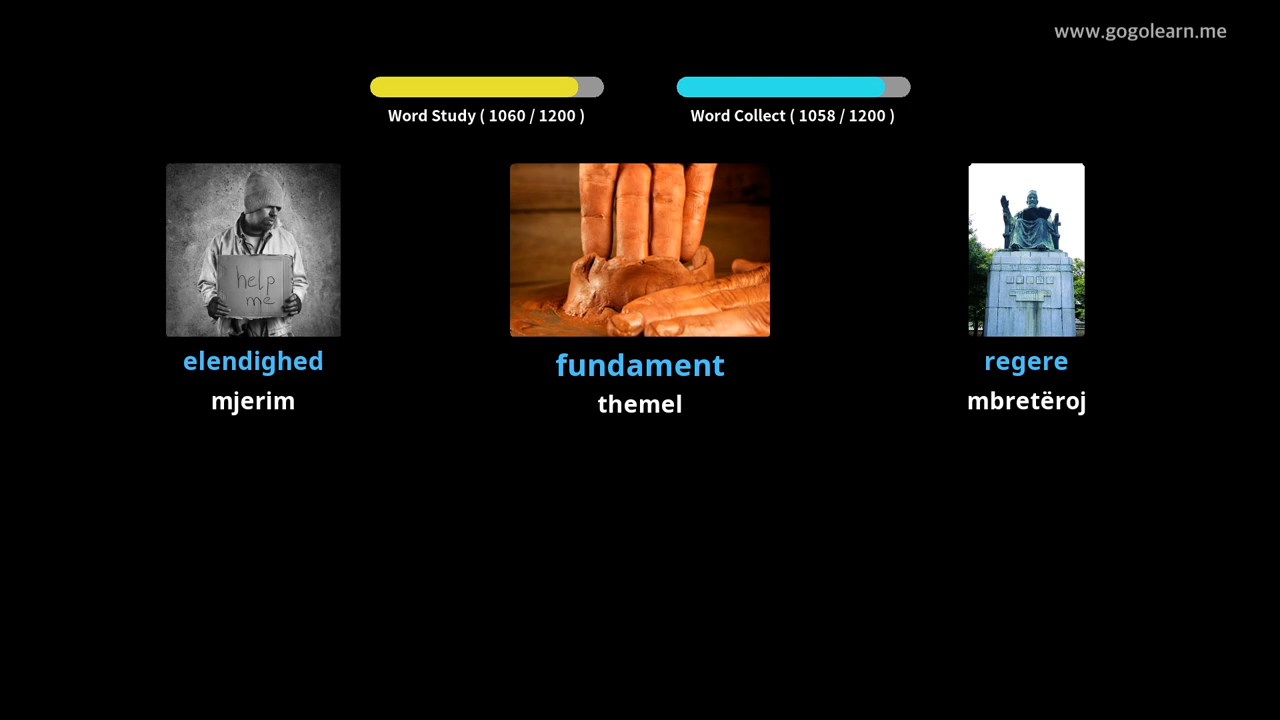 www.gogolearn.me
Word Study ( 1060 / 1200 )
Word Collect ( 1058 / 1200 )
help
me
elendighed
mjerim
fundament
themel
regere
mbretëroj